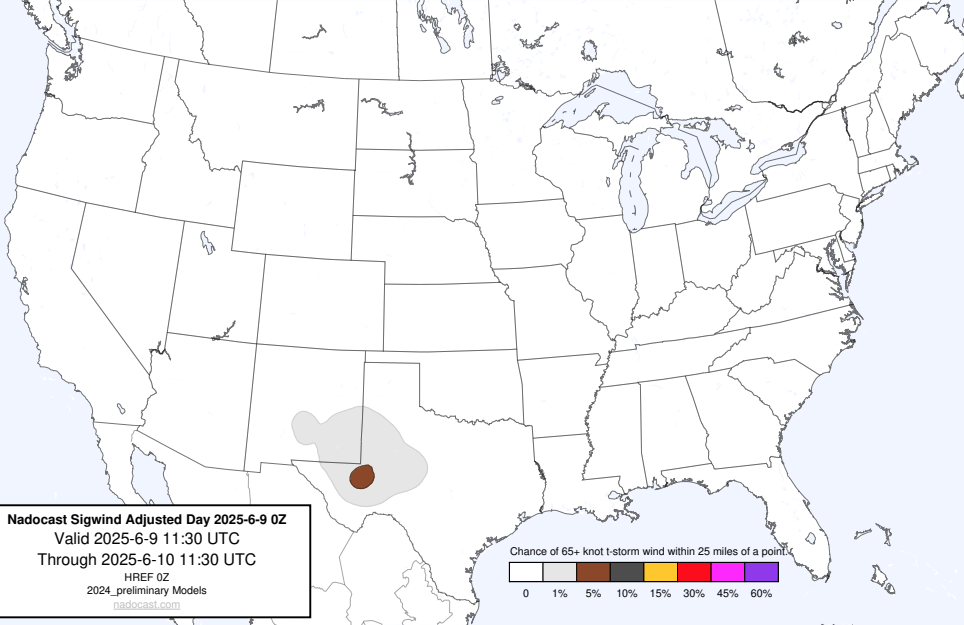 Nadocast Sigwind Adjusted Day 2025-6-9 0Z
Valid 2025-6-9 11:30 UTC
Through 2025-6-10 11:30 UTC
HREF 0Z
2024_preliminary Models
nadocast.com
Chance of 65+ knot t-storm wind within 25 miles of a point.
0 1% 5% 10% 15% 30% 45% 60%